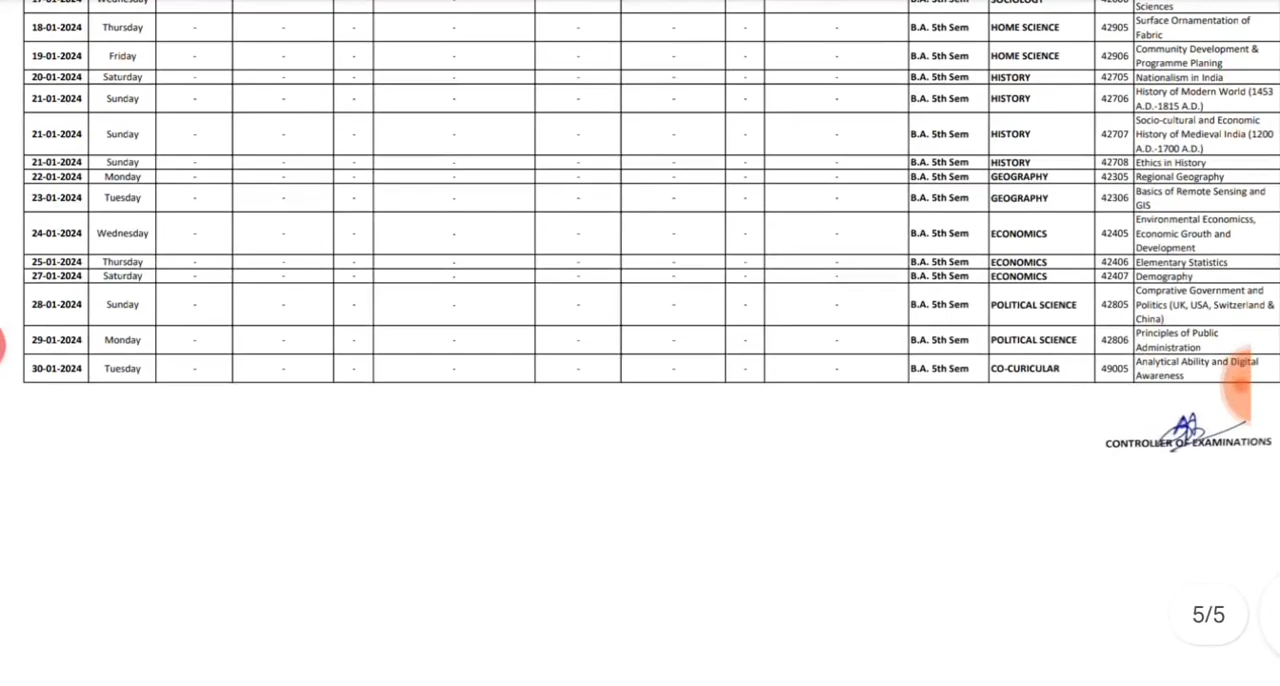 Sciences
18-01-2024 Thursday - - - - - - - - B.A. 5th Sem HOME SCIENCE 42905 Surface Ornamentation of
Fabric
19-01-2024 Friday - - - - - - - - B.A. 5th Sem HOME SCIENCE 42906 Community Development &
Programme Planing
20-01-2024 Saturday - - - - - - - - B.A. 5th Sem HISTORY 42705 Nationalism in India
21-01-2024 Sunday - - - - - - - - B.A. 5th Sem HISTORY 42706 History of Modern World (1453
A.D.-1815 A.D.)
21-01-2024 Sunday - - - - - - - - B.A. 5th Sem HISTORY 42707 Socio-cultural and Economic
History of Medieval India (1200
A.D.-1700 A.D.)
21-01-2024 Sunday - - - - - - - - B.A. 5th Sem HISTORY 42708 Ethics in History
22-01-2024 Monday - - - - - - - - B.A. 5th Sem GEOGRAPHY 42305 Regional Geography
23-01-2024 Tuesday - - - - - - - - B.A. 5th Sem GEOGRAPHY 42306 Basics of Remote Sensing and
GIS
24-01-2024 Wednesday - - - - - - - - B.A. 5th Sem ECONOMICS 42405 Environmental Economicss,
Economic Grouth and
Development
25-01-2024 Thursday - - - - - - - - B.A. 5th Sem ECONOMICS 42406 Elementary Statistics
27-01-2024 Saturday - - - - - - - - B.A. 5th Sem ECONOMICS 42407 Demography
28-01-2024 Sunday - - - - - - - - B.A. 5th Sem POLITICAL SCIENCE 42805 Comprative Government and
Politics (UK, USA, Switzerland &
China)
29-01-2024 Monday - - - - - - - - B.A. 5th Sem POLITICAL SCIENCE 42806 Principles of Public
Administration
30-01-2024 Tuesday - - - - - - - - B.A. 5th Sem CO-CURICULAR 49005 Analytical Ability and Digital
Awareness
CONTROLLER OF EXAMINATIONS
5/5